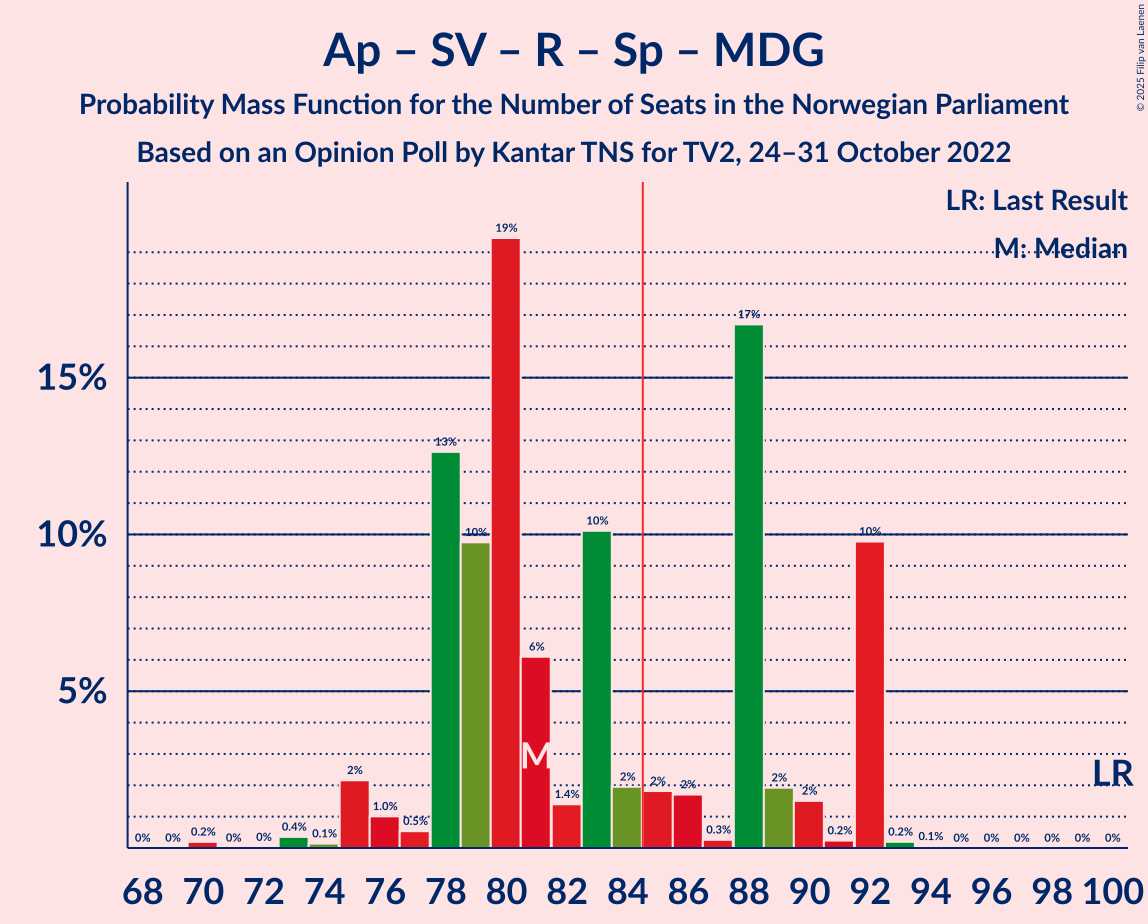 Ap – SV – R – Sp – MDG
Probability Mass Function for the Number of Seats in the Norwegian Parliament
Based on an Opinion Poll by Kantar TNS for TV2, 24–31 October 2022
© 2025 Filip van Laenen
LR: Last Result
M: Median
15%
10%
5%
0% 0% 0.2% 0% 0% 0.4% 0.1% 2% 1.0% 0.5% 13% 10% 19% 6% 1.4% 10% 2% 2% 2% 0.3% 17% 2% 2% 0.2% 10% 0.2% 0.1% 0% 0% 0% 0% 0% 0%
M
LR
68 70 72 74 76 78 80 82 84 86 88 90 92 94 96 98 100